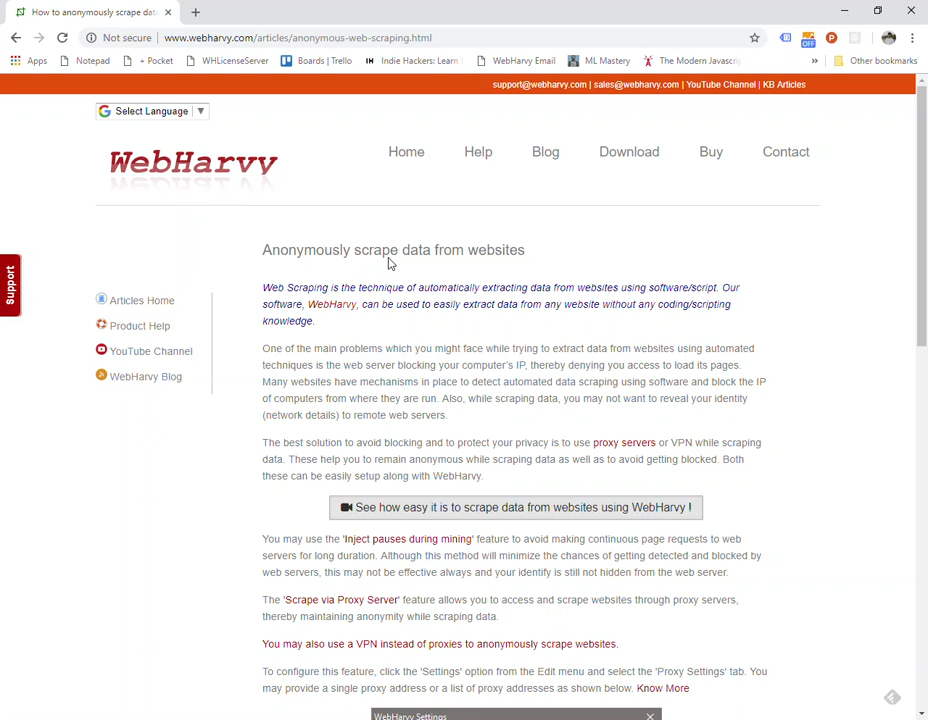 How to anonymously scrape dat
Not secure | www.webharvy.com/articles/anonymous-web-scraping.html
OFF
Apps Notepad + Pocket WHLicenseServer Boards | Trello Indie Hackers: Learn WebHarvy Email ML Mastery The Modern Javascri » Other bookmarks
support@webharvy.com | sales@webharvy.com | YouTube Channel | KB Articles
Select Language ▼
WebHarvy
Home Help Blog Download Buy Contact
Support
Anonymously scrape data from websites
Web Scraping is the technique of automatically extracting data from websites using software/script. Our
software, WebHarvy, can be used to easily extract data from any website without any coding/scripting
knowledge.
Articles Home
Product Help
YouTube Channel
WebHarvy Blog
One of the main problems which you might face while trying to extract data from websites using automated
techniques is the web server blocking your computer's IP, thereby denying you access to load its pages.
Many websites have mechanisms in place to detect automated data scraping using software and block the IP
of computers from where they are run. Also, while scraping data, you may not want to reveal your identity
(network details) to remote web servers.
The best solution to avoid blocking and to protect your privacy is to use proxy servers or VPN while scraping
data. These help you to remain anonymous while scraping data as well as to avoid getting blocked. Both
these can be easily setup along with WebHarvy.
See how easy it is to scrape data from websites using WebHarvy !
You may use the 'Inject pauses during mining' feature to avoid making continuous page requests to web
servers for long duration. Although this method will minimize the chances of getting detected and blocked by
web servers, this may not be effective always and your identify is still not hidden from the web server.
The 'Scrape via Proxy Server' feature allows you to access and scrape websites through proxy servers,
thereby maintaining anonymity while scraping data.
You may also use a VPN instead of proxies to anonymously scrape websites.
To configure this feature, click the 'Settings' option from the Edit menu and select the 'Proxy Settings' tab. You
may provide a single proxy address or a list of proxy addresses as shown below. Know More
WebHarvy Settings